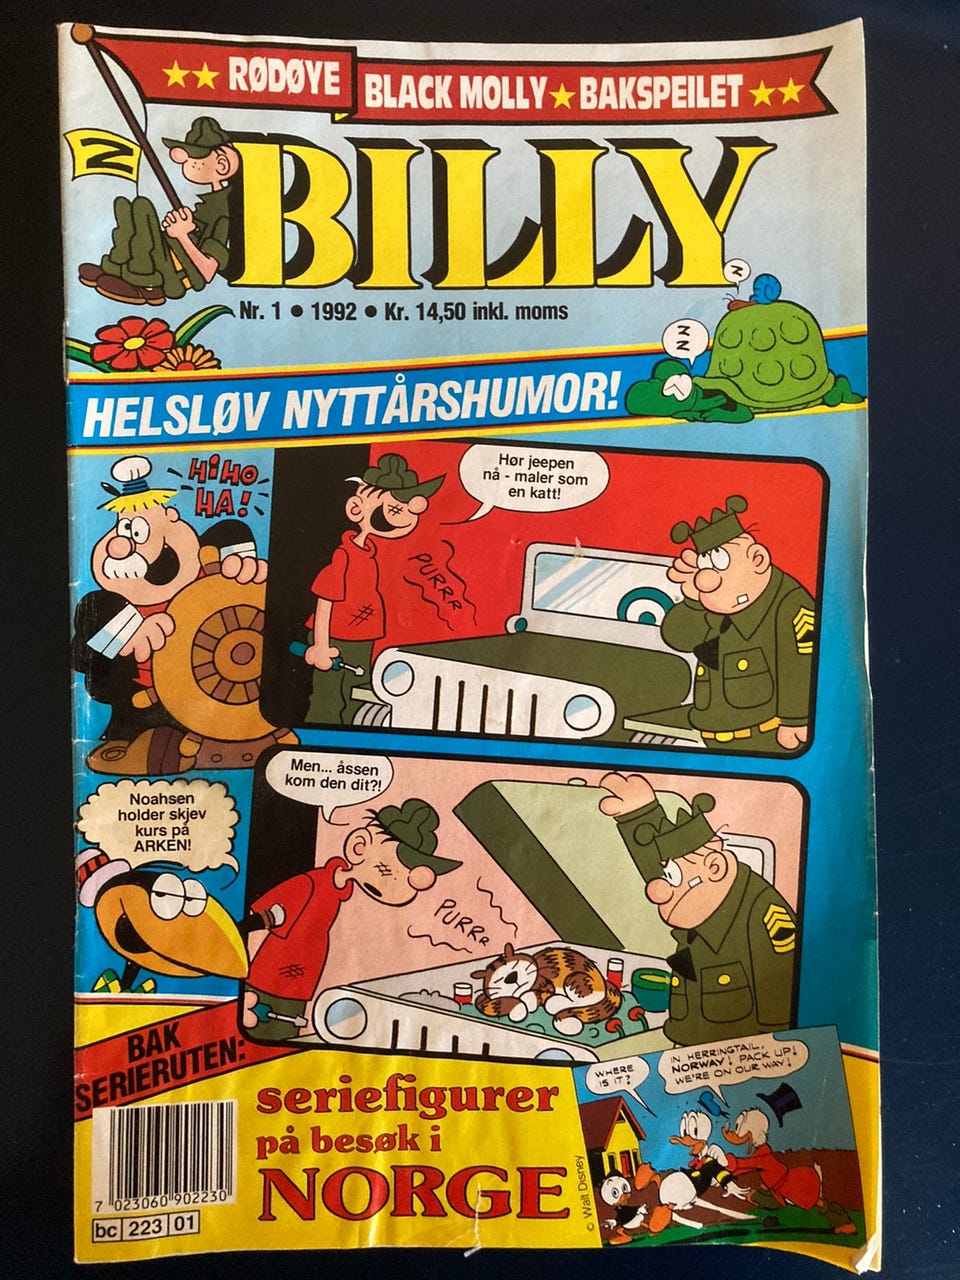 RØDØYE BLACK MOLLY BAKSPEILET
Z
BILLY
Z
Nr. 1 • 1992 • Kr. 14,50 inkl. moms
Z
Z
HELSLØV NYTTÅRSHUMOR!
HI HO
HA!
Hør jeepen
nå - maler som
en katt!
PURRR
Men... åssen
kom den dit?!
Noahsen
holder skjev
kurs på
ARKEN!
PURRR
BAK
SERIERUTEN:
seriefigurer
på besøk i
NORGE
WHERE
IS IT?
IN HERRINGTAIL,
NORWAY! PACK UP!
WE'RE ON OUR WAY!
© Walt Disney
7 023060 902230
bc 223 01